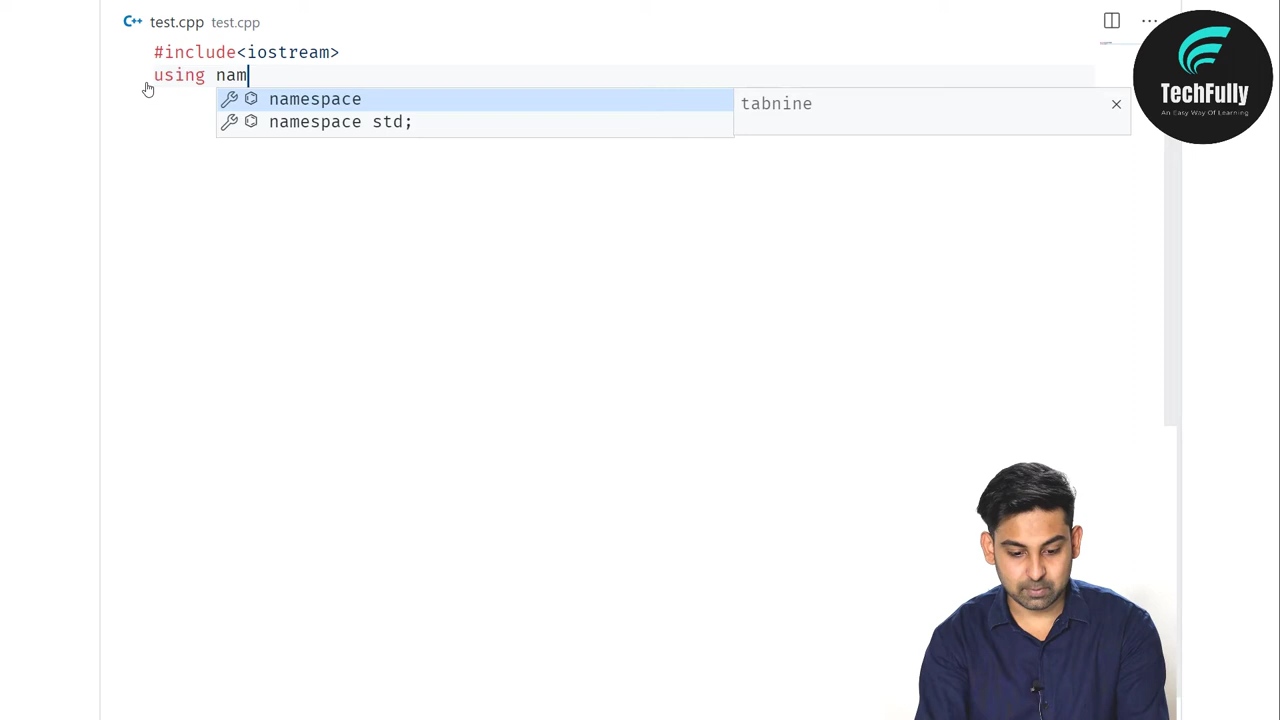 test.cpp test.cpp
#include<iostream>
using nam
namespace
namespace std;
tabnine
TechFully
An Easy Way Of Learning